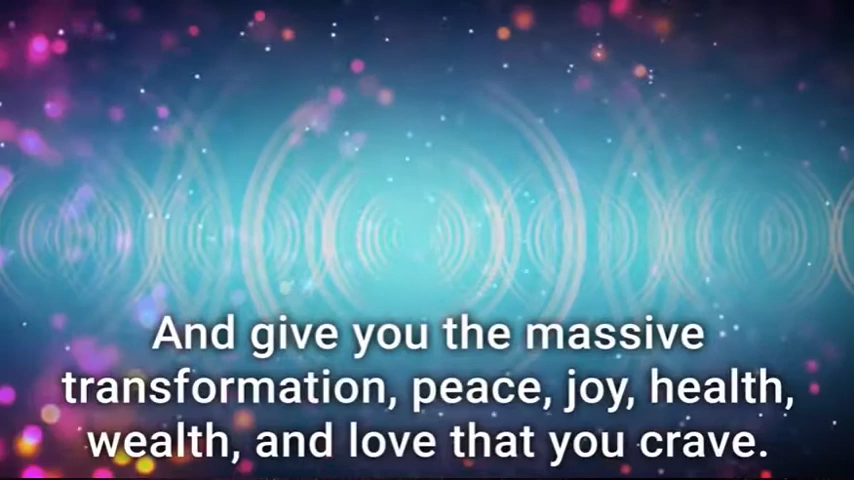 And give you the massive
transformation, peace, joy, health,
wealth, and love that you crave.